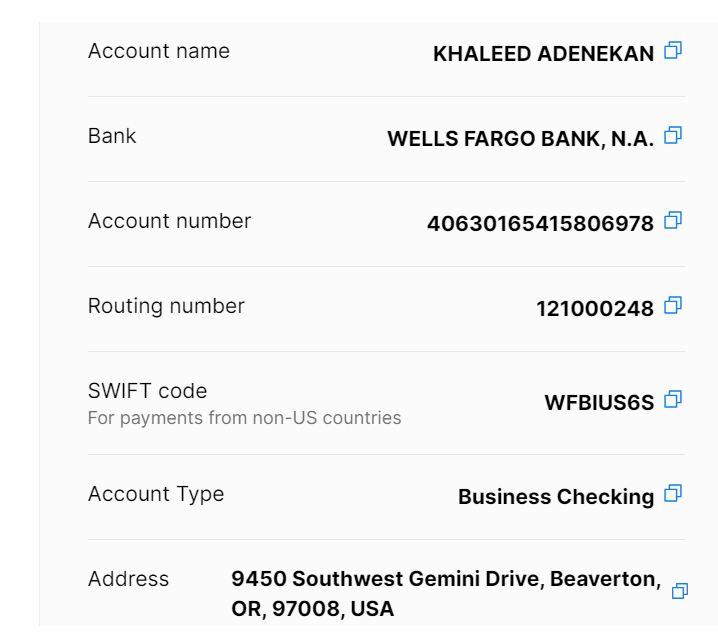 Account name KHALEED ADENEKAN
Bank WELLS FARGO BANK, N.A.
Account number 40630165415806978
Routing number 121000248
SWIFT code
For payments from non-US countries WFBIUS6S
Account Type Business Checking
Address 9450 Southwest Gemini Drive, Beaverton,
OR, 97008, USA